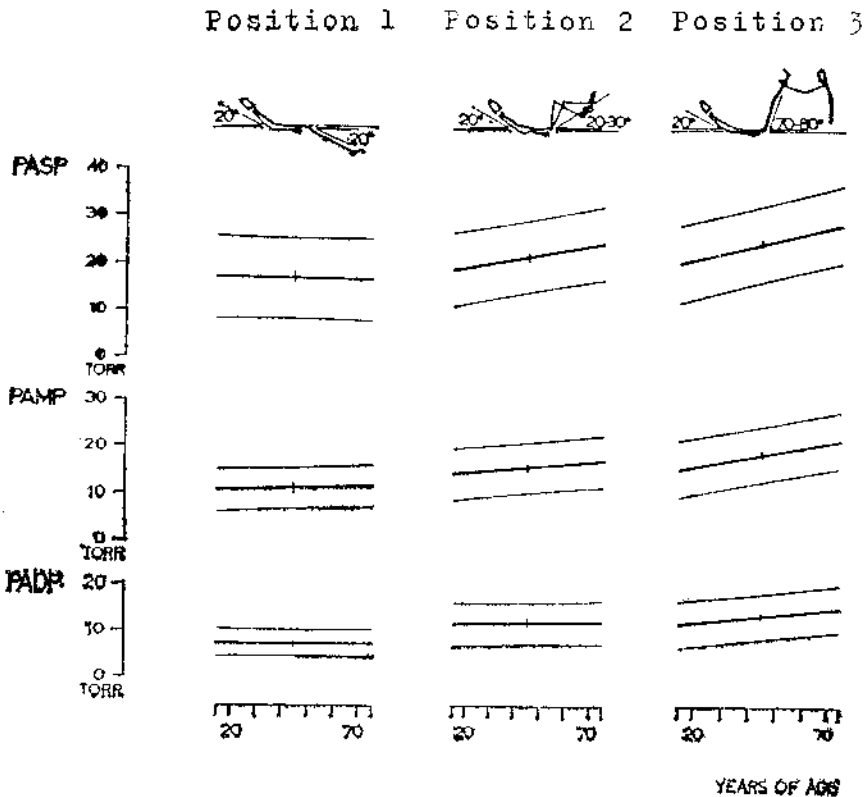 Position 1 Position 2 Position 3
20° 20° 20° 20-30° 20° 70-80°
PASP
40
30
20
10
0
TORR
PAMP
30
20
10
0
TORR
PADP
20
10
0
TORR
20 70 20 70 20 70
YEARS OF AGE